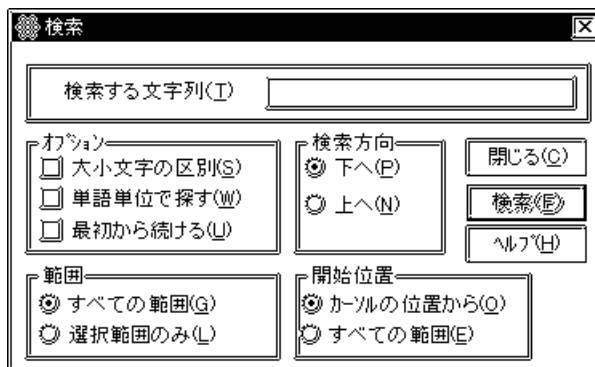 検索
検索する文字列(T)
ｵﾌﾟｼｮﾝ
大小文字の区別(S)
単語単位で探す(W)
最初から続ける(U)
検索方向
下へ(P)
上へ(N)
閉じる(C)
検索(F)
ﾍﾙﾌﾟ(H)
範囲
すべての範囲(G)
選択範囲のみ(L)
開始位置
ｶｰｿﾙの位置から(O)
すべての範囲(E)